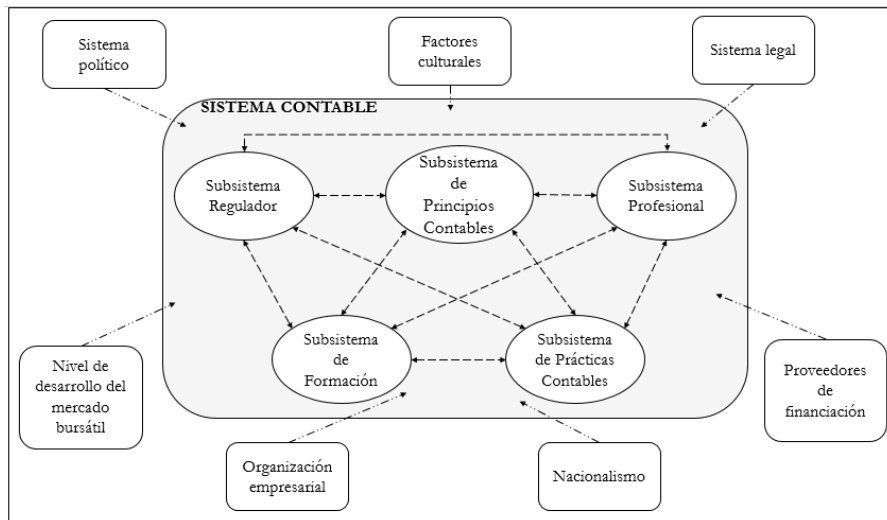 Sistema
político
Factores
culturales
Sistema legal
SISTEMA CONTABLE
Subsistema
Regulador
Subsistema
de
Principios
Contables
Subsistema
Profesional
Subsistema
de
Formación
Subsistema
de Prácticas
Contables
Nivel de
desarrollo del
mercado
bursátil
Proveedores
de
financiación
Organización
empresarial
Nacionalismo